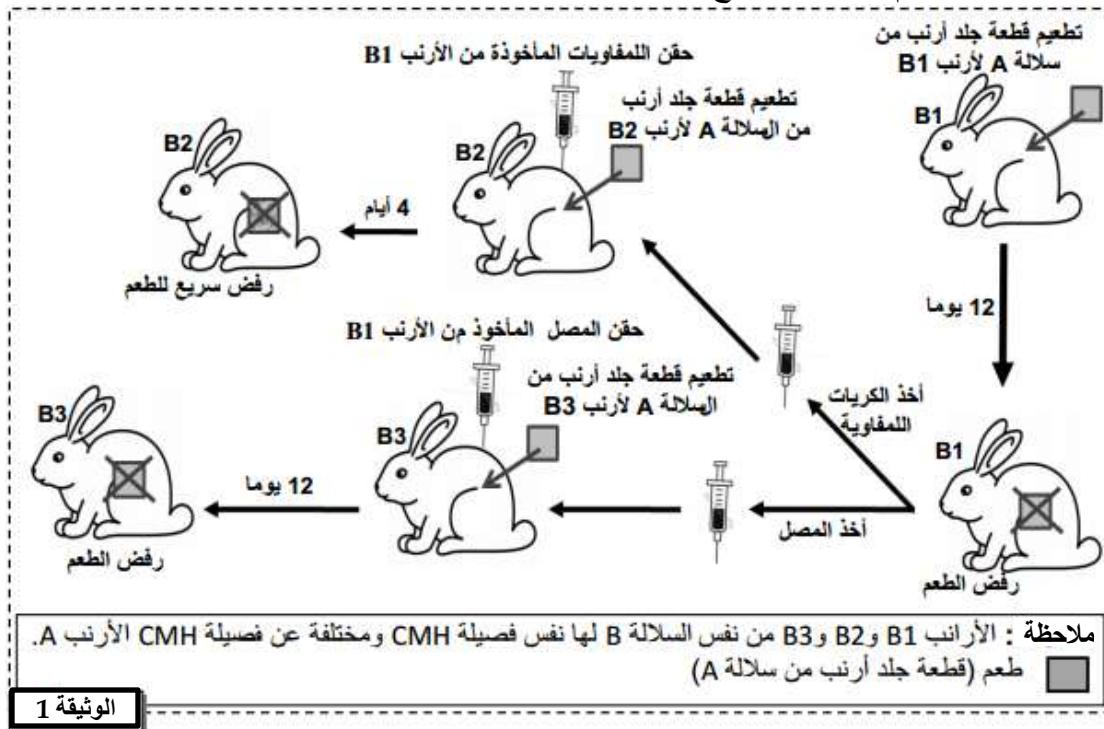 تطعيم قطعة جلد أرنب من
سلالة A لأرنب B1
B1
12 يوما
B1
رفض الطعم
أخذ الكريات
اللمفاوية
أخذ المصل
حقن اللمفاويات المأخوذة من الأرنب B1
تطعيم قطعة جلد أرنب
من السلالة A لأرنب B2
B2
4 أيام
B2
رفض سريع للطعم
حقن المصل المأخوذ من الأرنب B1
تطعيم قطعة جلد أرنب من
السلالة A لأرنب B3
B3
12 يوما
B3
رفض الطعم
ملاحظة : الأرانب B1 وB2 وB3 من نفس السلالة B لها نفس فصيلة CMH ومختلفة عن فصيلة CMH الأرنب A.
طعم (قطعة جلد أرنب من سلالة A)
الوثيقة 1